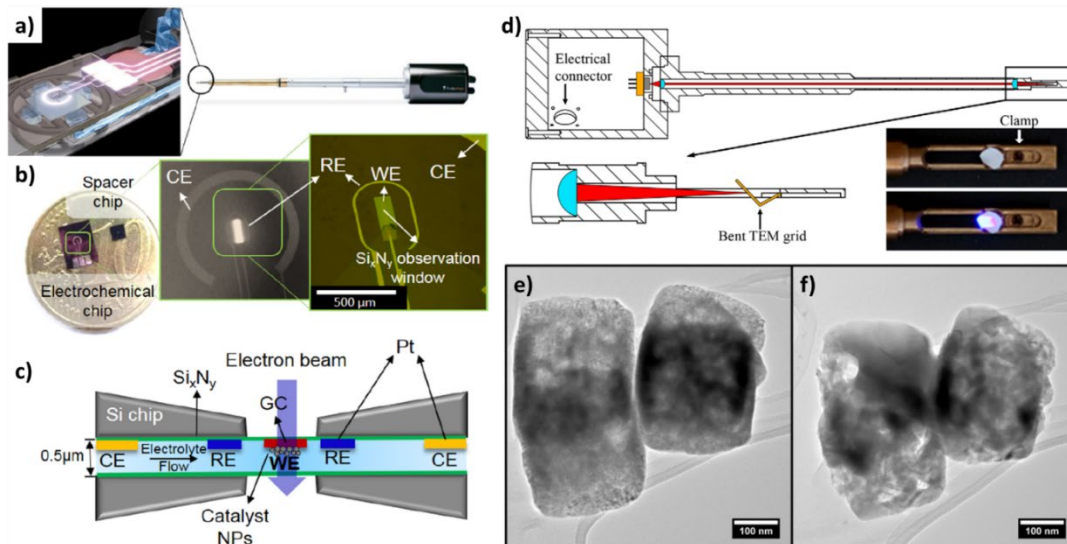 a)
b)
Spacer
chip
Electrochemical
chip
CE
RE
WE
CE
SixNy observation
window
500 µm
c)
Electron beam
Pt
SixNy
Si chip
GC
0.5µm
CE
Electrolyte
Flow
RE
WE
RE
CE
Catalyst
NPs
d)
Electrical
connector
Clamp
Bent TEM grid
e)
100 nm
f)
100 nm